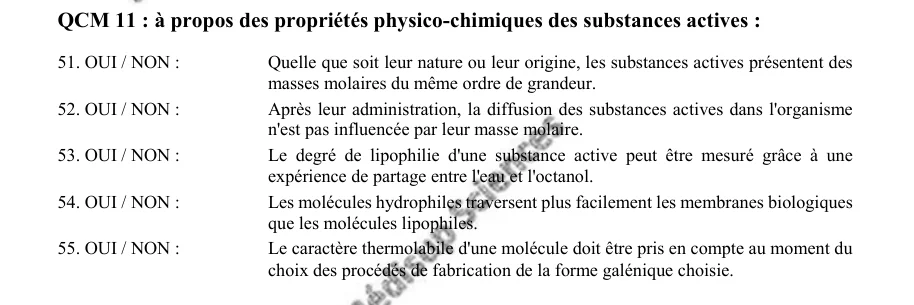 QCM 11 : à propos des propriétés physico-chimiques des substances actives :
51. OUI / NON : Quelle que soit leur nature ou leur origine, les substances actives présentent des
masses molaires du même ordre de grandeur.
52. OUI / NON : Après leur administration, la diffusion des substances actives dans l'organisme
n'est pas influencée par leur masse molaire.
53. OUI / NON : Le degré de lipophilie d'une substance active peut être mesuré grâce à une
expérience de partage entre l'eau et l'octanol.
54. OUI / NON : Les molécules hydrophiles traversent plus facilement les membranes biologiques
que les molécules lipophiles.
55. OUI / NON : Le caractère thermolabile d'une molécule doit être pris en compte au moment du
choix des procédés de fabrication de la forme galénique choisie.
Sciences